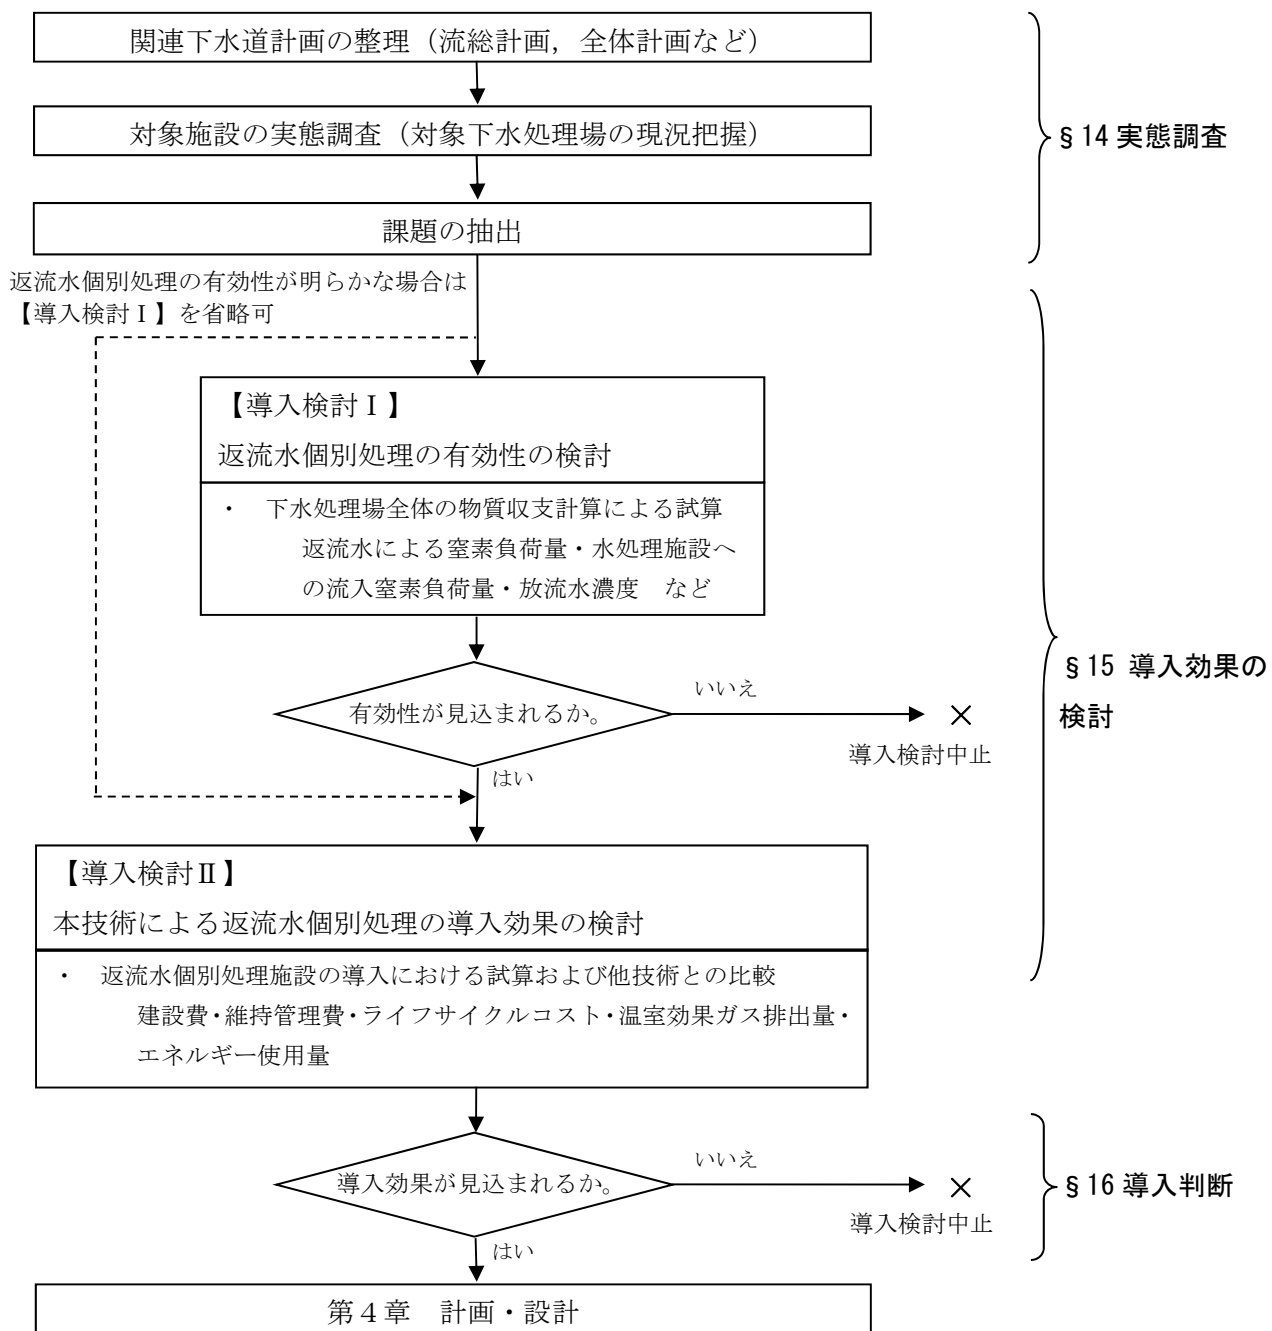 関連下水道計画の整理（流総計画，全体計画など）
対象施設の実態調査（対象下水処理場の現況把握）
§14 実態調査
課題の抽出
返流水個別処理の有効性が明らかな場合は
【導入検討Ⅰ】を省略可
【導入検討Ⅰ】
返流水個別処理の有効性の検討
・　下水処理場全体の物質収支計算による試算
返流水による窒素負荷量・水処理施設へ
の流入窒素負荷量・放流水濃度　など
§15 導入効果の
検討
有効性が見込まれるか。
いいえ
×
導入検討中止
はい
【導入検討Ⅱ】
本技術による返流水個別処理の導入効果の検討
・　返流水個別処理施設の導入における試算および他技術との比較
建設費・維持管理費・ライフサイクルコスト・温室効果ガス排出量・
エネルギー使用量
導入効果が見込まれるか。
いいえ
×
導入検討中止
§16 導入判断
はい
第４章　計画・設計